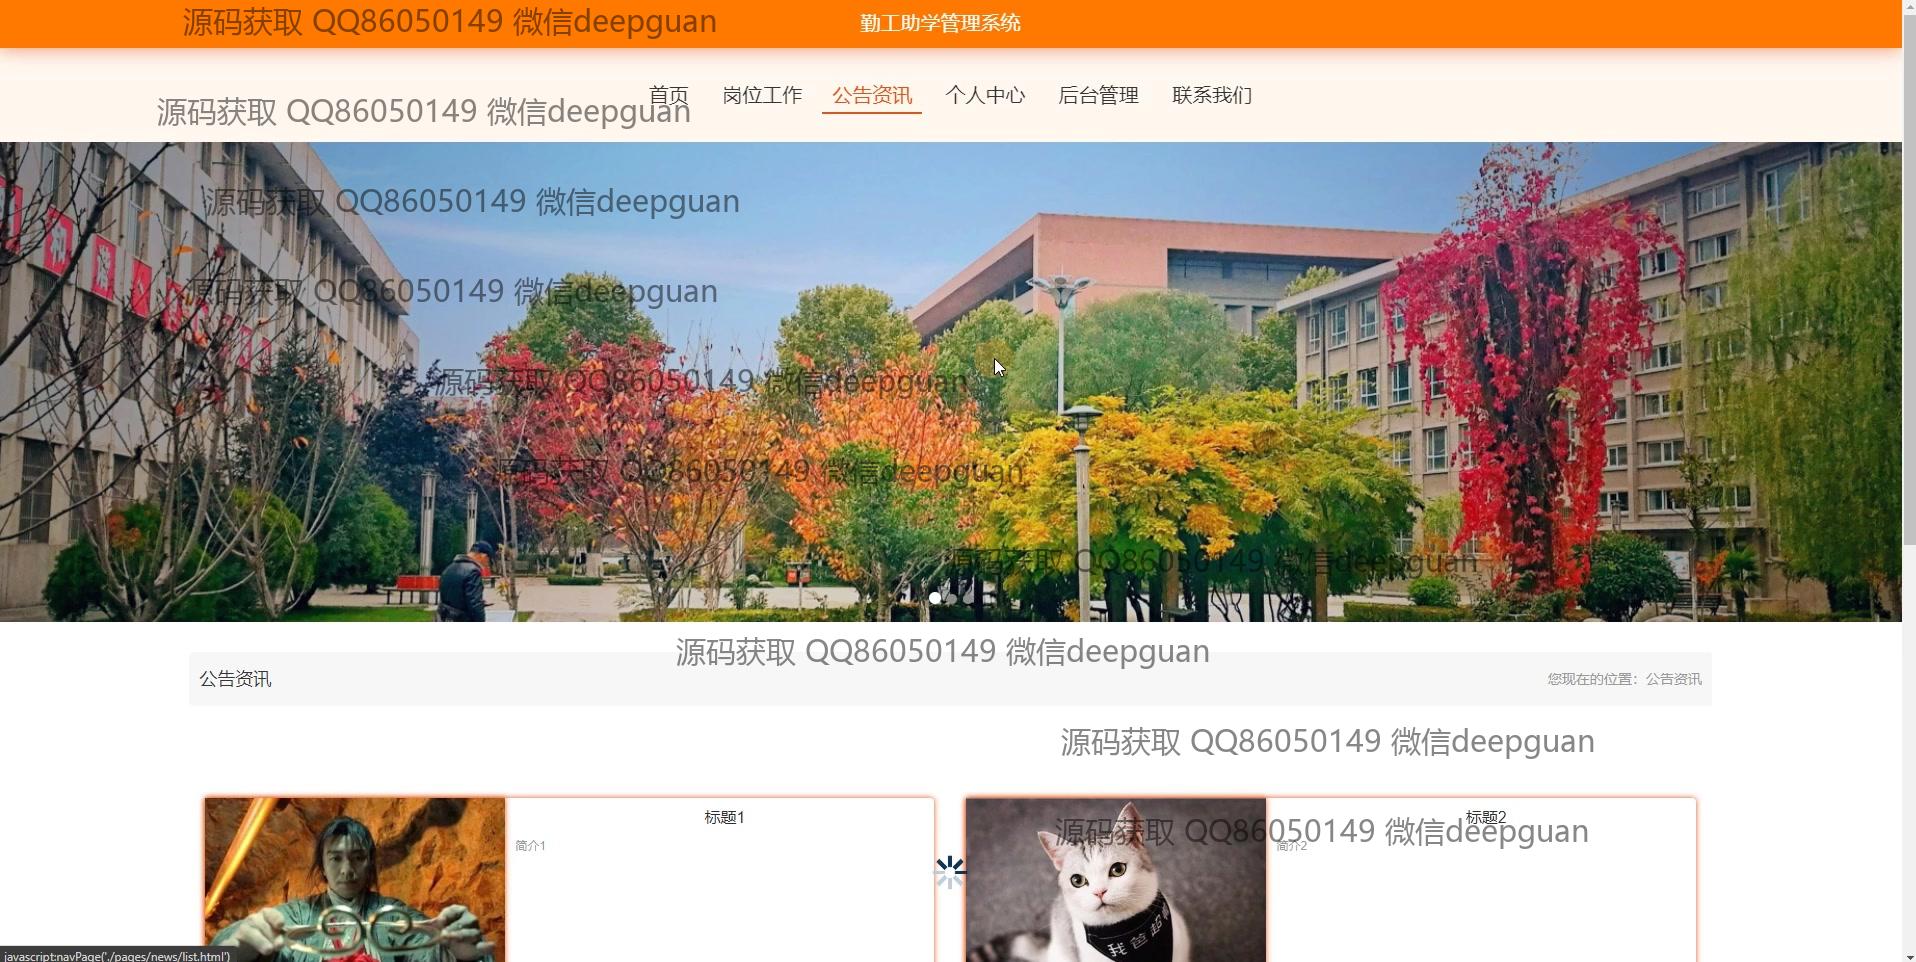 源码获取 QQ86050149 微信deepguan
勤工助学管理系统
首页 岗位工作 公告资讯 个人中心 后台管理 联系我们
源码获取 QQ86050149 微信deepguan
源码获取 QQ86050149 微信deepguan
源码获取 QQ86050149 微信deepguan
源码获取 QQ86050149 微信deepguan
源码获取 QQ86050149 微信deepguan
源码获取 QQ86050149 微信deepguan
源码获取 QQ86050149 微信deepguan
公告资讯
您现在的位置：公告资讯
源码获取 QQ86050149 微信deepguan
标题1
简介1
标题2
源码获取 QQ86050149 微信deepguan
简介2
我爸超
javascript:navPage('./pages/news/list.html')